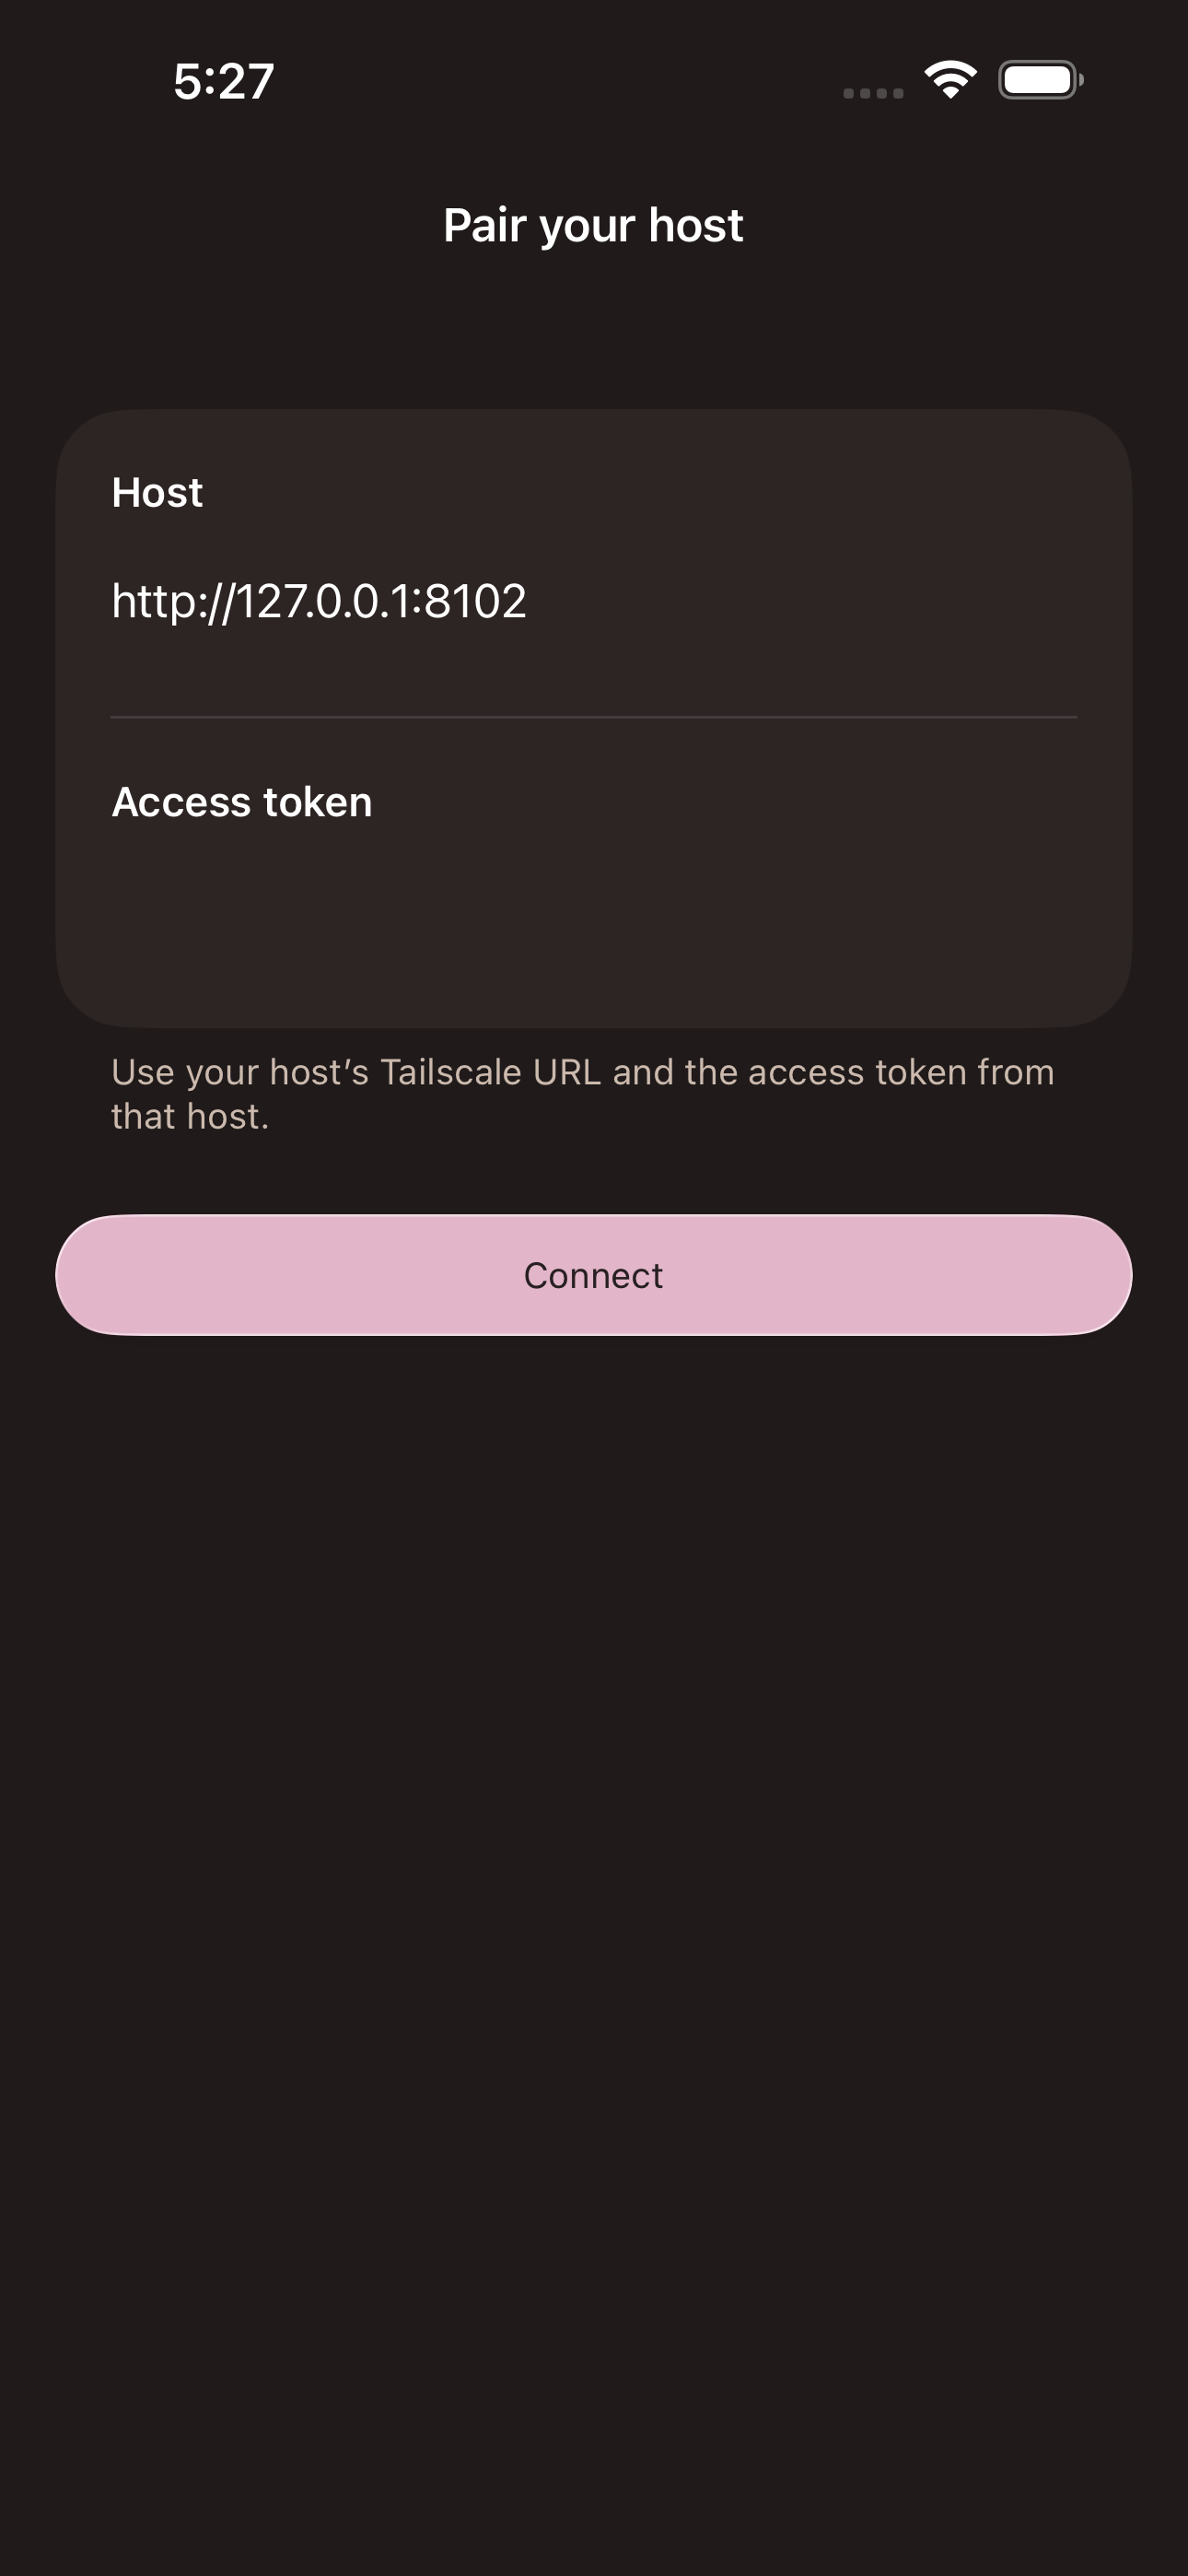 5:27
Pair your host
Host
http://127.0.0.1:8102
Access token
Use your host’s Tailscale URL and the access token from
that host.
Connect